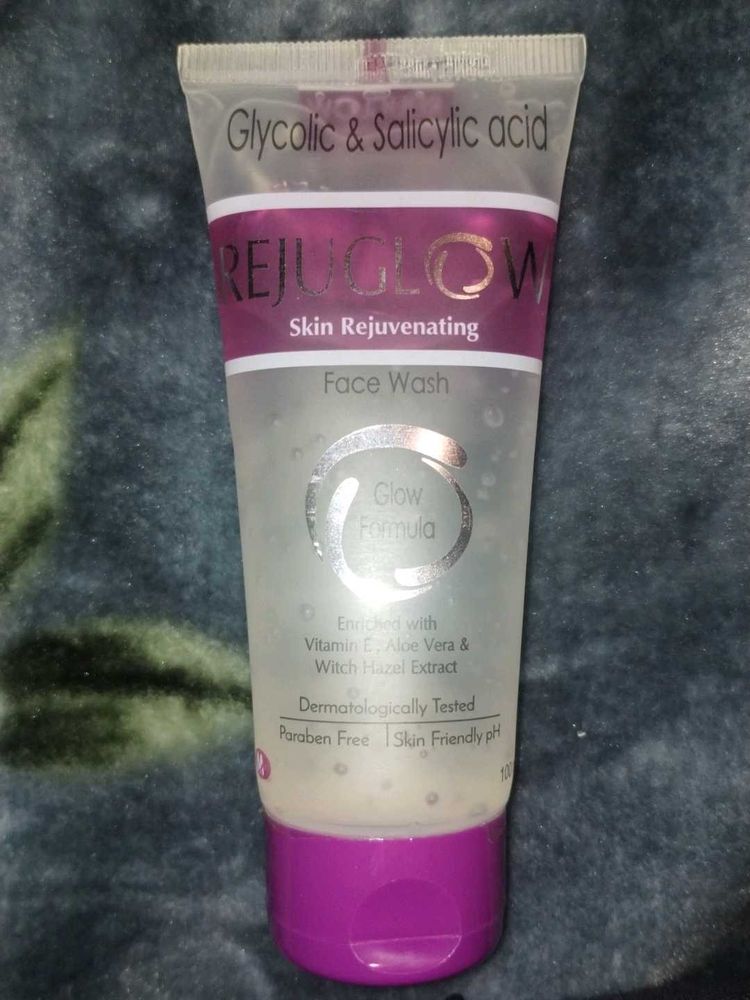 Glycolic & Salicylic acid
REJUGLOW
Skin Rejuvenating
Face Wash
Glow
Formula
Enriched with
Vitamin E , Aloe Vera &
Witch Hazel Extract
Dermatologically Tested
Paraben Free | Skin Friendly pH
100